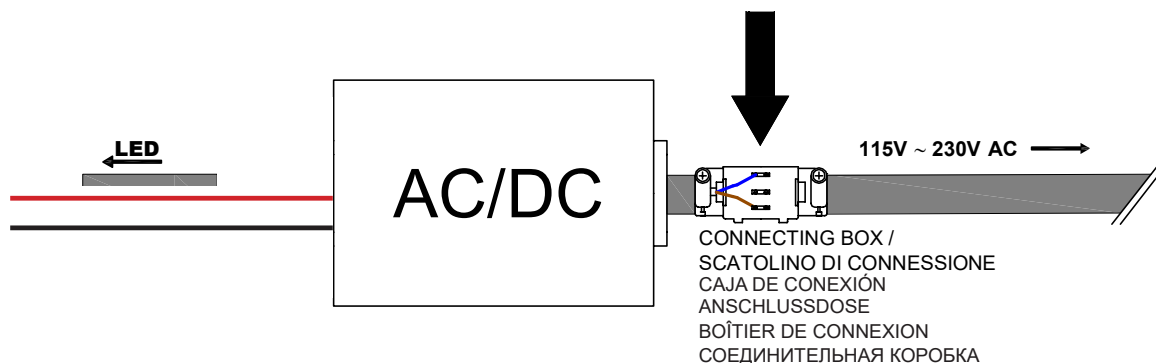 LED
AC/DC
115V ~ 230V AC
CONNECTING BOX /
SCATOLINO DI CONNESSIONE
CAJA DE CONEXIÓN
ANSCHLUSSDOSE
BOÎTIER DE CONNEXION
СОЕДИНИТЕЛЬНАЯ КОРОБКА